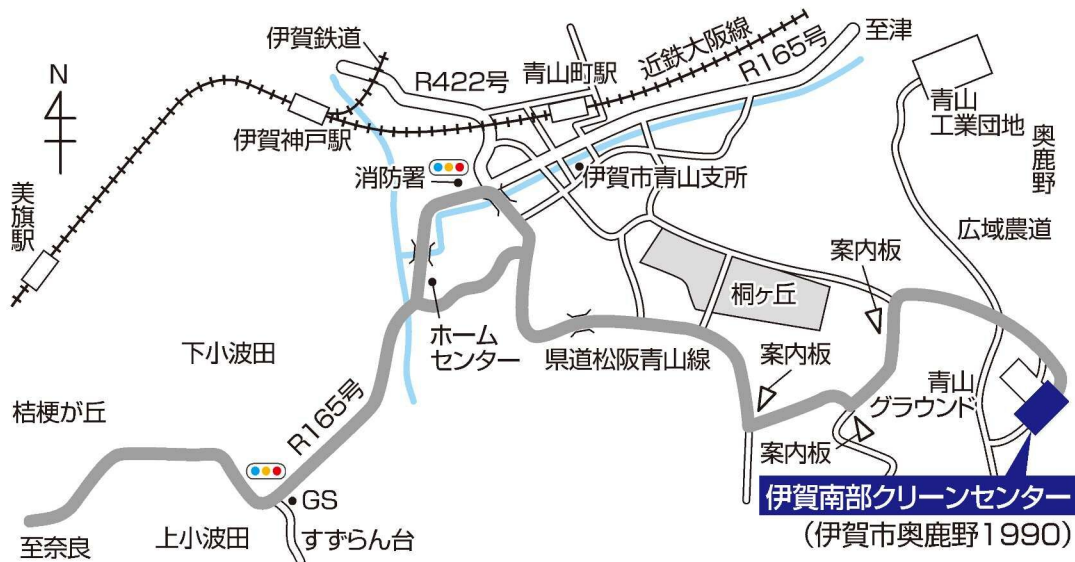 伊賀鉄道
R422号
青山町駅
近鉄大阪線
R165号
至津
N
伊賀神戸駅
青山
工業団地
奥鹿野
消防署
伊賀市青山支所
美旗駅
広域農道
案内板
桐ヶ丘
ホーム
センター
県道松阪青山線
案内板
下小波田
青山
グラウンド
桔梗が丘
R165号
案内板
GS
伊賀南部クリーンセンター
(伊賀市奥鹿野1990)
至奈良
上小波田
すずらん台